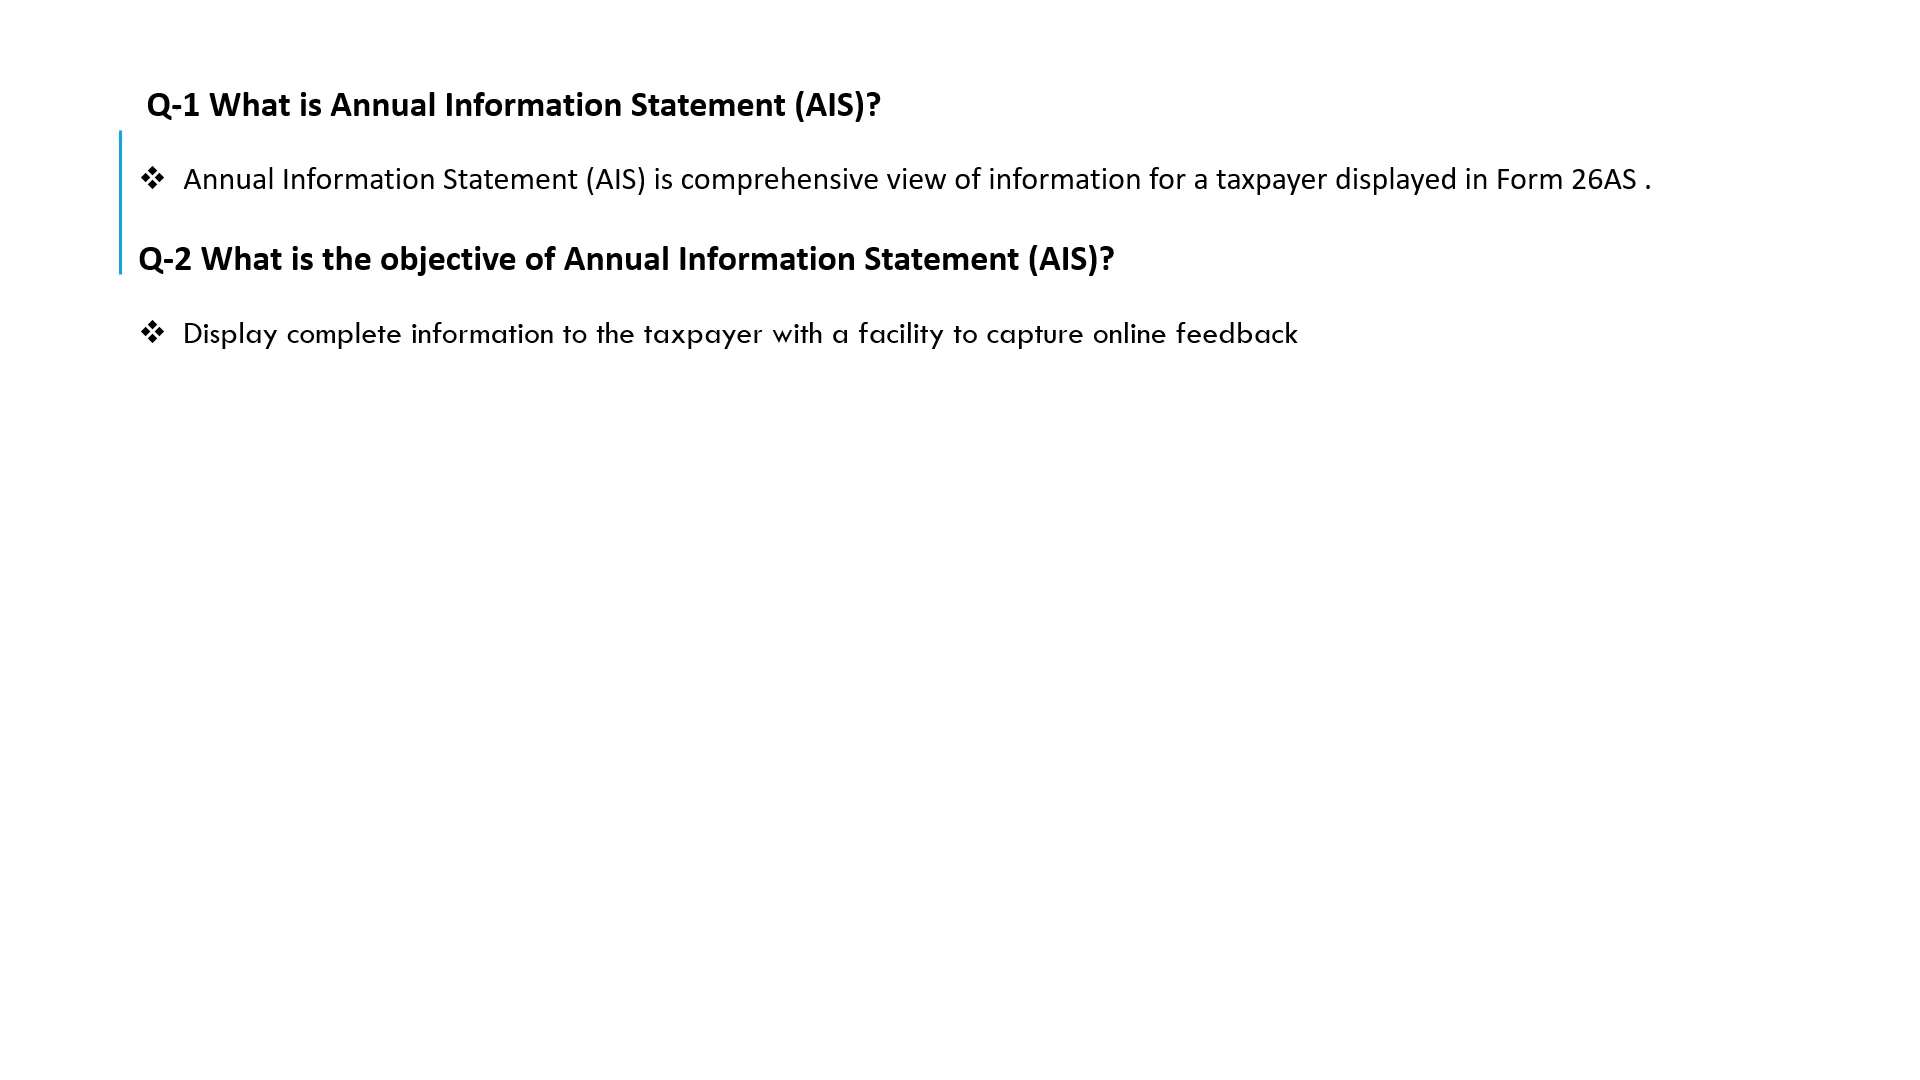 Q-1 What is Annual Information Statement (AIS)?
❖ Annual Information Statement (AIS) is comprehensive view of information for a taxpayer displayed in Form 26AS .
Q-2 What is the objective of Annual Information Statement (AIS)?
❖ Display complete information to the taxpayer with a facility to capture online feedback